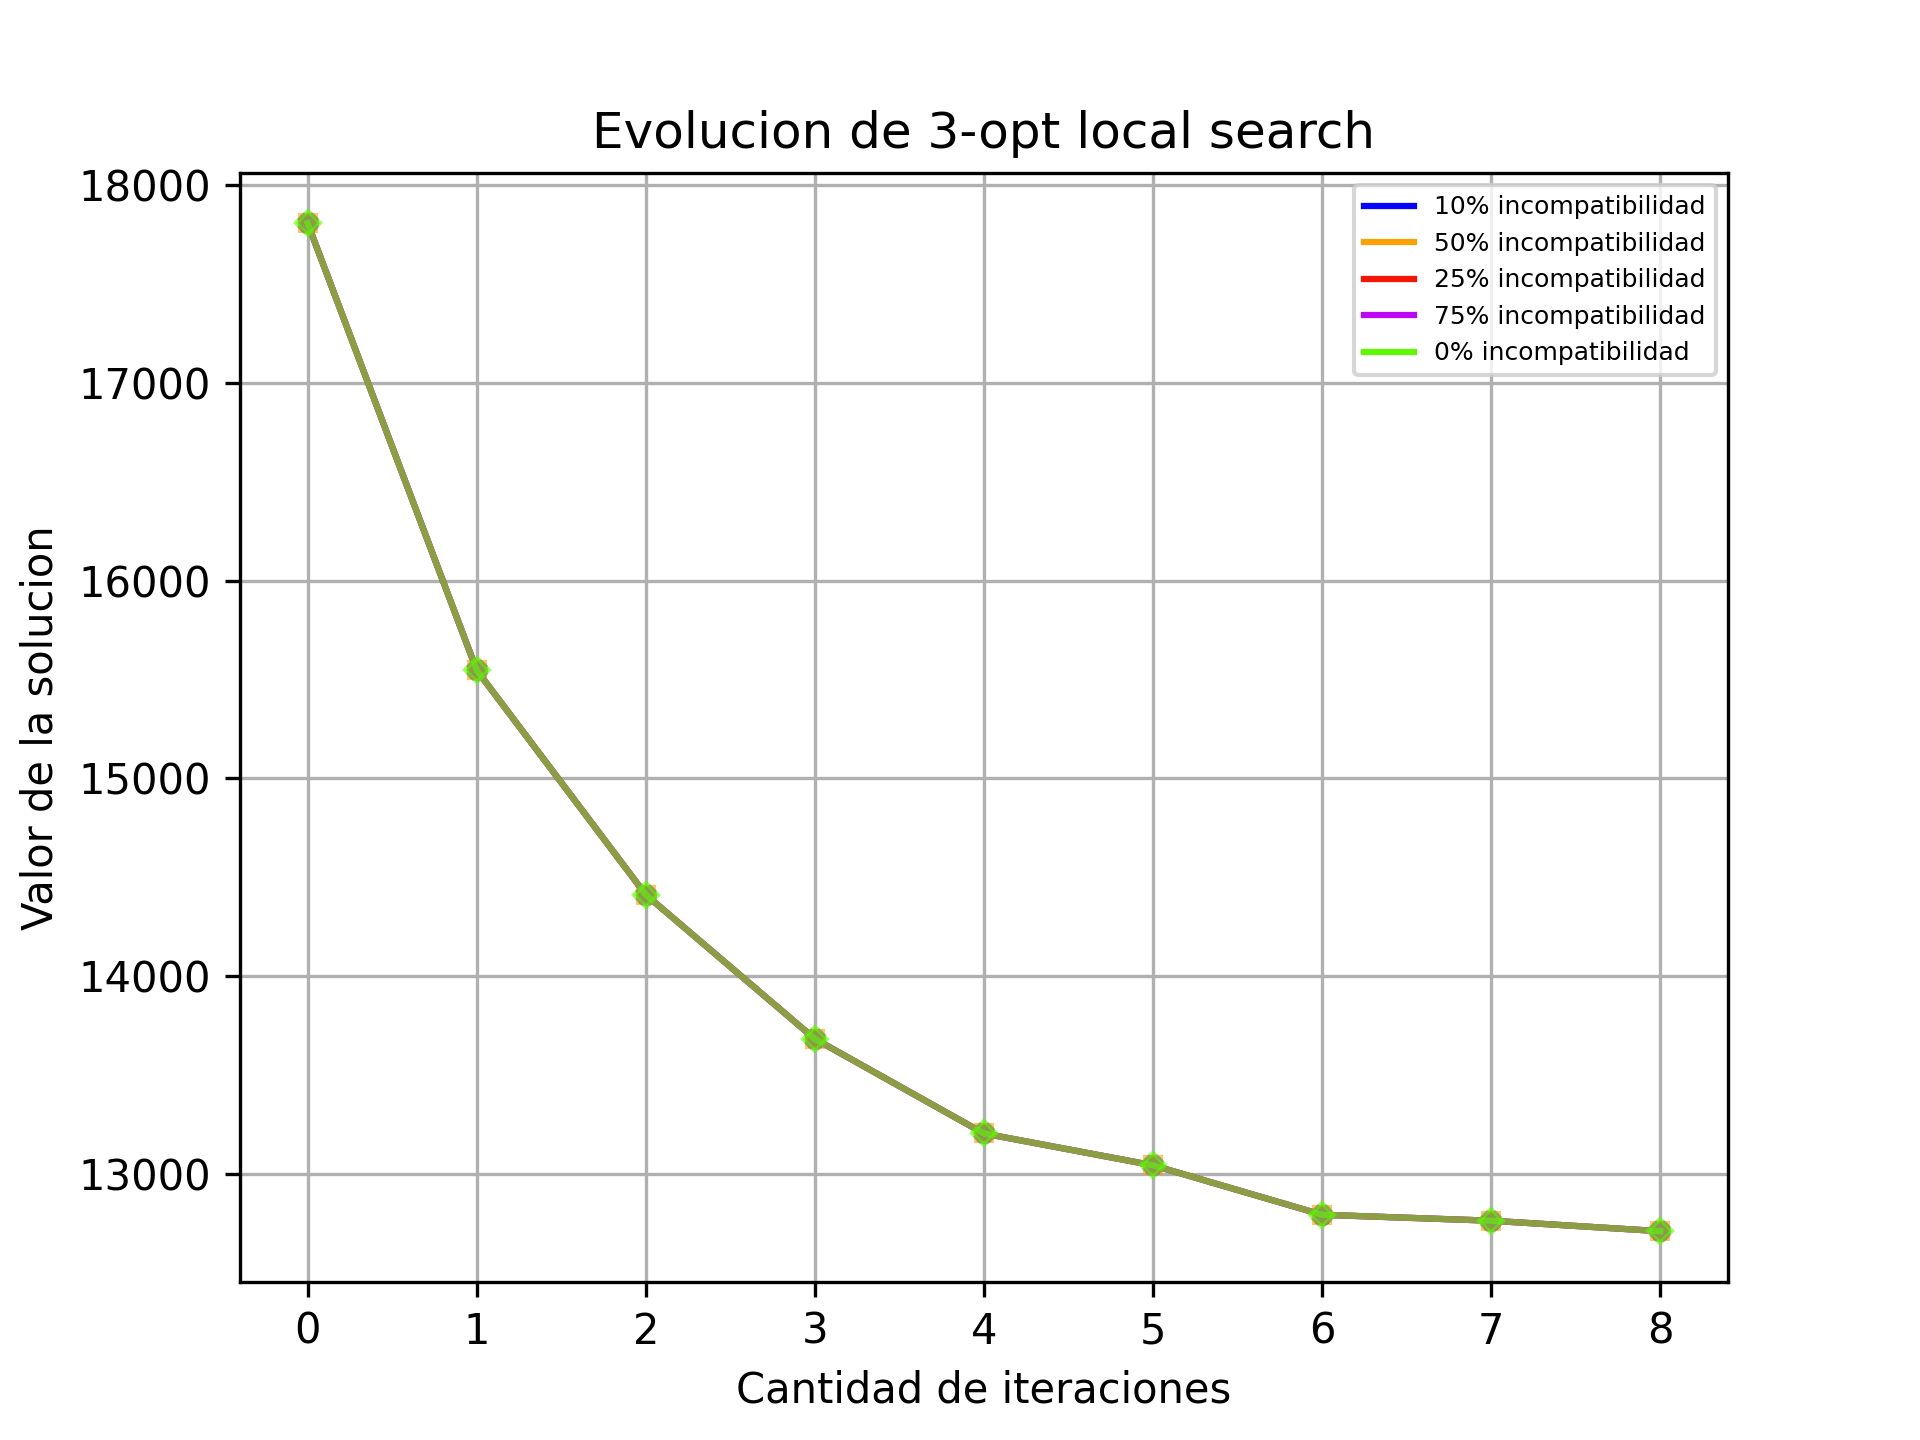 Evolucion de 3-opt local search
18000
17000
16000
15000
14000
13000
Valor de la solucion
10% incompatibilidad
50% incompatibilidad
25% incompatibilidad
75% incompatibilidad
0% incompatibilidad
0 1 2 3 4 5 6 7 8
Cantidad de iteraciones